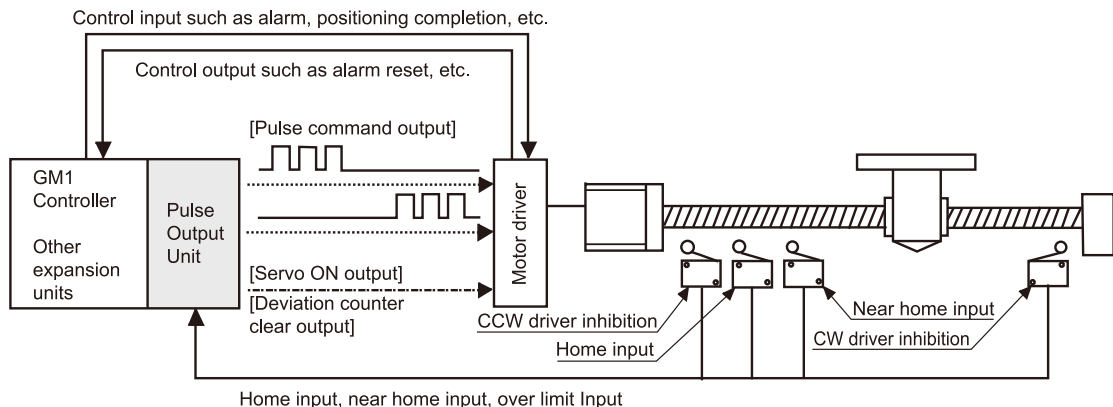 Control input such as alarm, positioning completion, etc.
Control output such as alarm reset, etc.
[Pulse command output]
GM1
Controller
Other
expansion
units
Pulse
Output
Unit
Motor driver
[Servo ON output]
[Deviation counter
clear output]
CCW driver inhibition
Home input
Near home input
CW driver inhibition
Home input, near home input, over limit Input